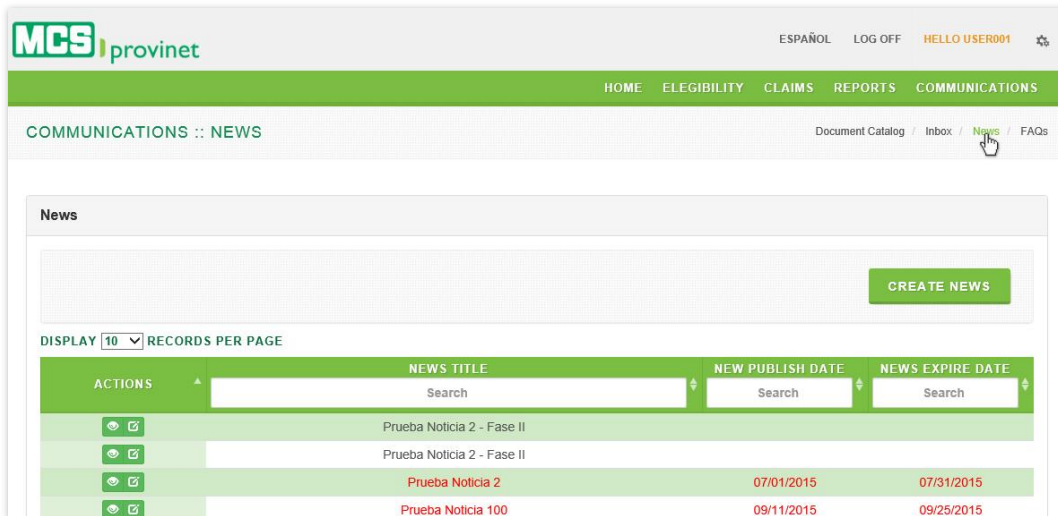 MCS provinet
ESPAÑOL LOG OFF HELLO USER001
HOME ELEGIBILITY CLAIMS REPORTS COMMUNICATIONS
COMMUNICATIONS :: NEWS
Document Catalog / Inbox / News / FAQs
News
CREATE NEWS
DISPLAY 10 RECORDS PER PAGE
ACTIONS NEWS TITLE NEW PUBLISH DATE NEWS EXPIRE DATE
Search Search Search
Prueba Noticia 2 - Fase II
Prueba Noticia 2 - Fase II
Prueba Noticia 2 07/01/2015 07/31/2015
Prueba Noticia 100 09/11/2015 09/25/2015